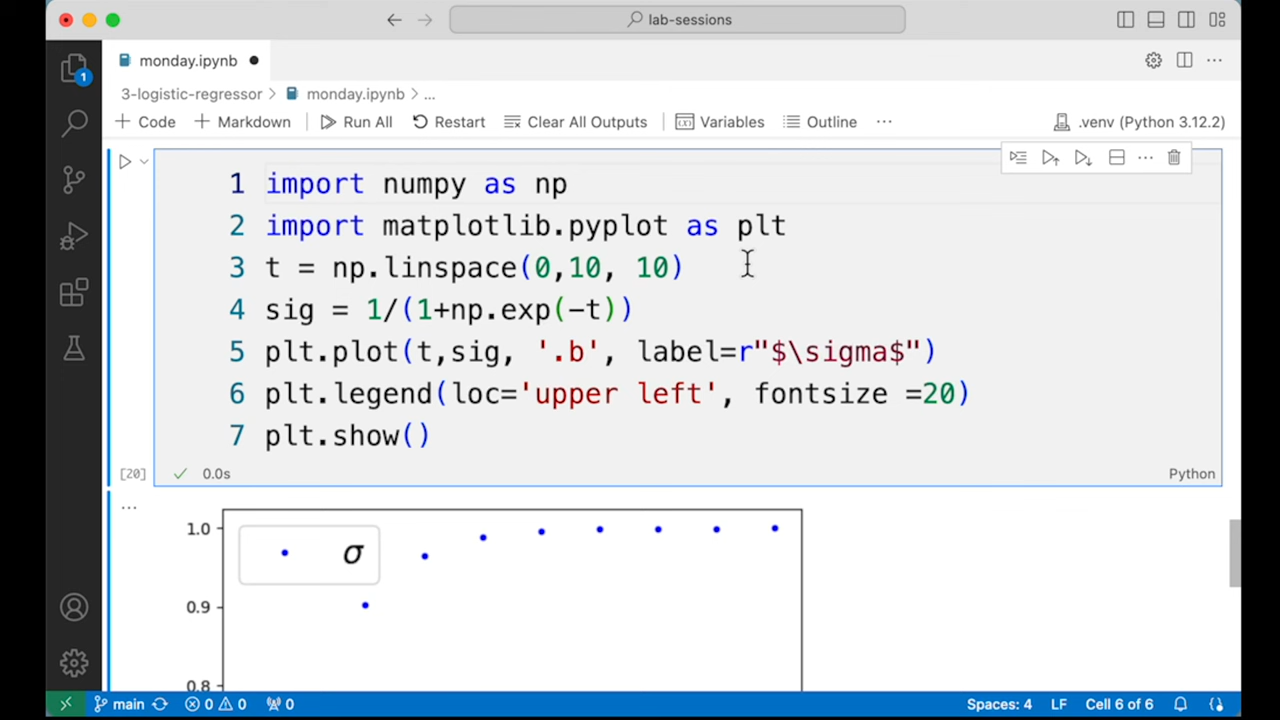 lab-sessions
monday.ipynb
1
3-logistic-regressor > monday.ipynb > ...
+ Code + Markdown Run All Restart Clear All Outputs Variables Outline ... .venv (Python 3.12.2)
1 import numpy as np
2 import matplotlib.pyplot as plt
3 t = np.linspace(0,10, 10)
4 sig = 1/(1+np.exp(-t))
5 plt.plot(t,sig, '.b', label=r"$\sigma$")
6 plt.legend(loc='upper left', fontsize =20)
7 plt.show()
[20] ✓ 0.0s Python
1.0
σ
0.9
0.8
main 0 0 0 Spaces: 4 LF Cell 6 of 6